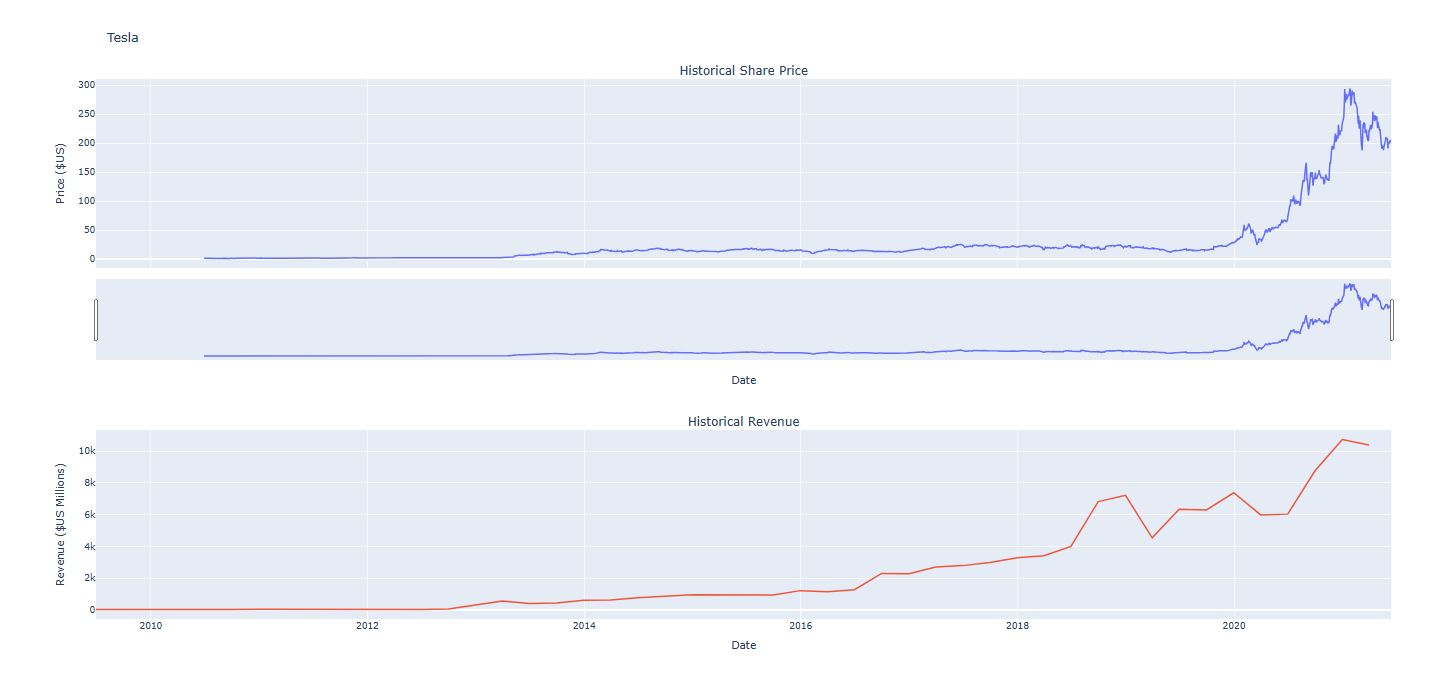 Tesla
Historical Share Price
300
250
200
150
100
50
0
Price ($US)
Date
Historical Revenue
10k
8k
6k
4k
2k
0
Revenue ($US Millions)
2010 2012 2014 2016 2018 2020
Date